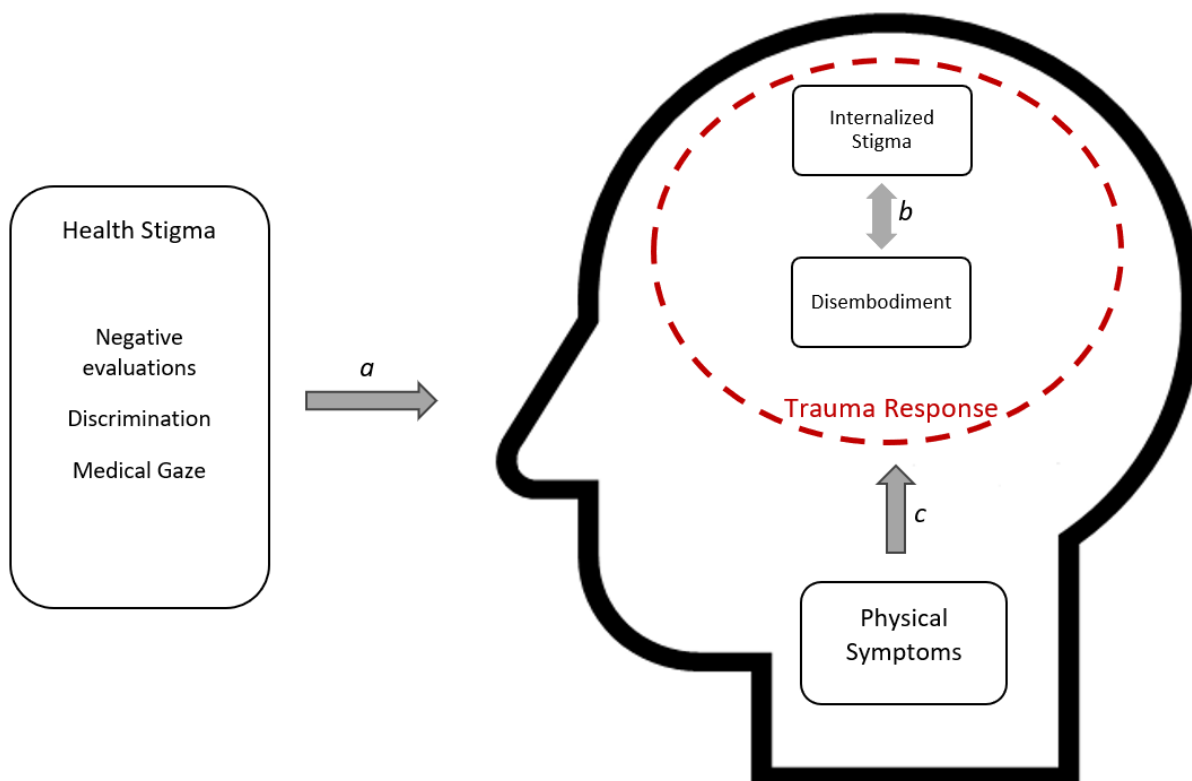 Health Stigma
Negative
evaluations
Discrimination
Medical Gaze
a
Internalized
Stigma
b
Disembodiment
Trauma Response
c
Physical
Symptoms